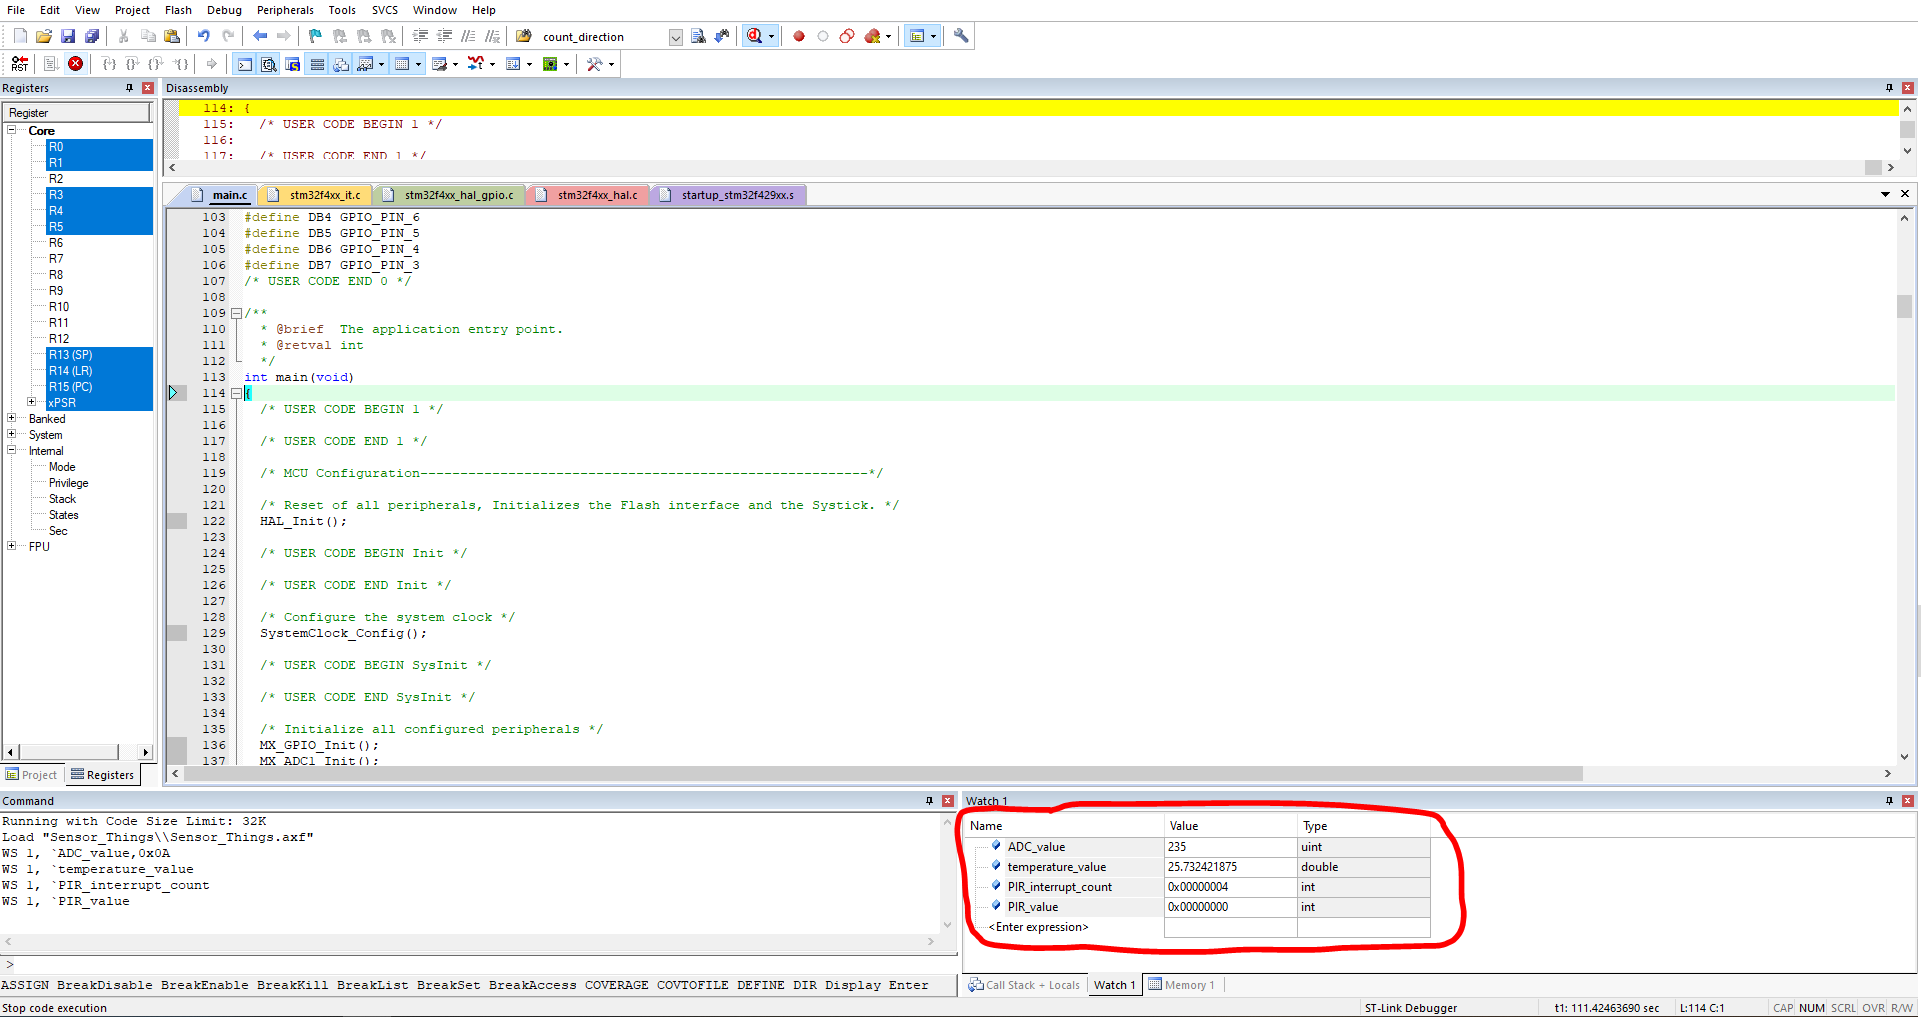 File Edit View Project Flash Debug Peripherals Tools SVCS Window Help
count_direction
RST
Registers
Register
Core
R0
R1
R2
R3
R4
R5
R6
R7
R8
R9
R10
R11
R12
R13 (SP)
R14 (LR)
R15 (PC)
xPSR
Banked
System
Internal
Mode
Privilege
Stack
States
Sec
FPU
Project Registers
Disassembly
114: {
115: /* USER CODE BEGIN 1 */
116:
117: /* USER CODE END 1 */
main.c stm32f4xx_it.c stm32f4xx_hal_gpio.c stm32f4xx_hal.c startup_stm32f429xx.s
103 #define DB4 GPIO_PIN_6
104 #define DB5 GPIO_PIN_5
105 #define DB6 GPIO_PIN_4
106 #define DB7 GPIO_PIN_3
107 /* USER CODE END 0 */
108
109 /**
110 * @brief The application entry point.
111 * @retval int
112 */
113 int main(void)
114 {
115 /* USER CODE BEGIN 1 */
116
117 /* USER CODE END 1 */
118
119 /* MCU Configuration--------------------------------------------------------*/
120
121 /* Reset of all peripherals, Initializes the Flash interface and the Systick. */
122 HAL_Init();
123
124 /* USER CODE BEGIN Init */
125
126 /* USER CODE END Init */
127
128 /* Configure the system clock */
129 SystemClock_Config();
130
131 /* USER CODE BEGIN SysInit */
132
133 /* USER CODE END SysInit */
134
135 /* Initialize all configured peripherals */
136 MX_GPIO_Init();
137 MX_ADC1_Init();
Command
Running with Code Size Limit: 32K
Load "Sensor_Things\\Sensor_Things.axf"
WS 1, `ADC_value,0x0A
WS 1, `temperature_value
WS 1, `PIR_interrupt_count
WS 1, `PIR_value
>
ASSIGN BreakDisable BreakEnable BreakKill BreakList BreakSet BreakAccess COVERAGE COVTOFILE DEFINE DIR Display Enter
Watch 1
Name Value Type
ADC_value 235 uint
temperature_value 25.732421875 double
PIR_interrupt_count 0x00000004 int
PIR_value 0x00000000 int
<Enter expression>
Call Stack + Locals Watch 1 Memory 1
Stop code execution ST-Link Debugger t1: 111.42463690 sec L:114 C:1 CAP NUM SCRL OVR R/W